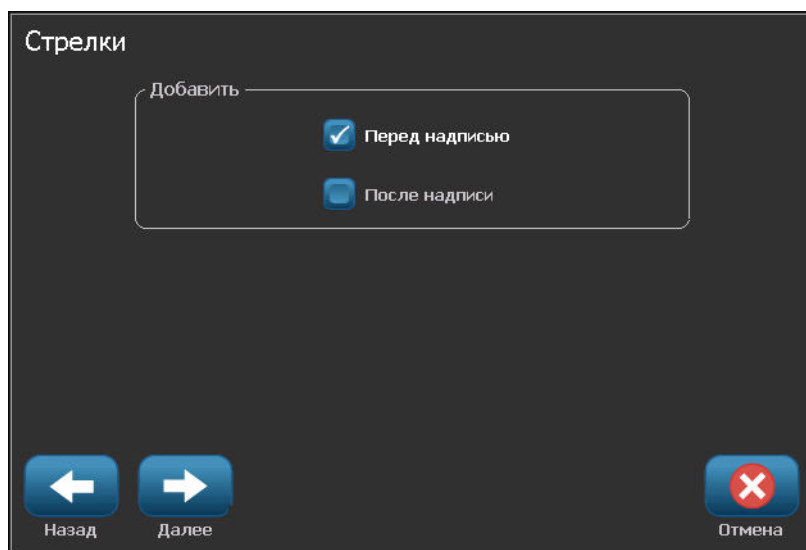 Стрелки
Добавить
Перед надписью
После надписи
Назад Далее Отмена